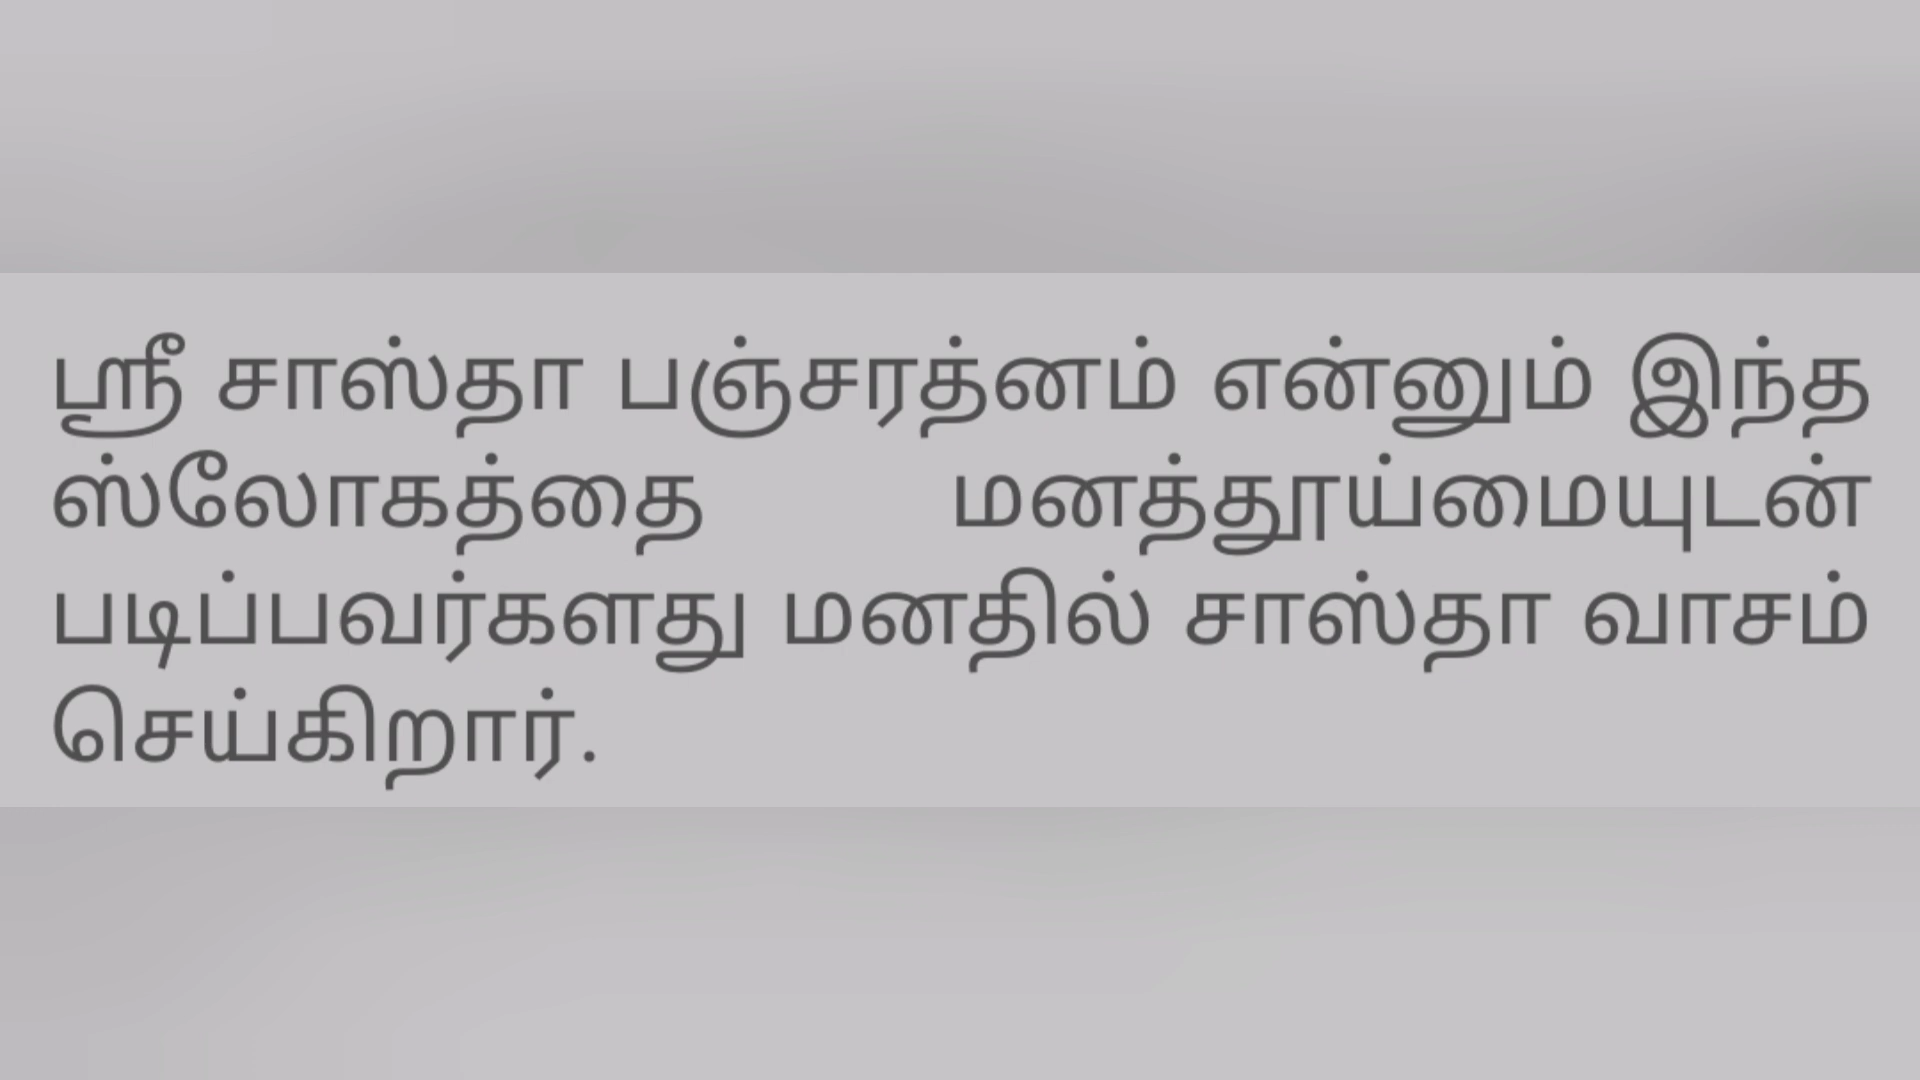 ஸ்ரீ சாஸ்தா பஞ்சரத்னம் என்னும் இந்த
ஸ்லோகத்தை மனத்தூய்மையுடன்
படிப்பவர்களது மனதில் சாஸ்தா வாசம்
செய்கிறார்.